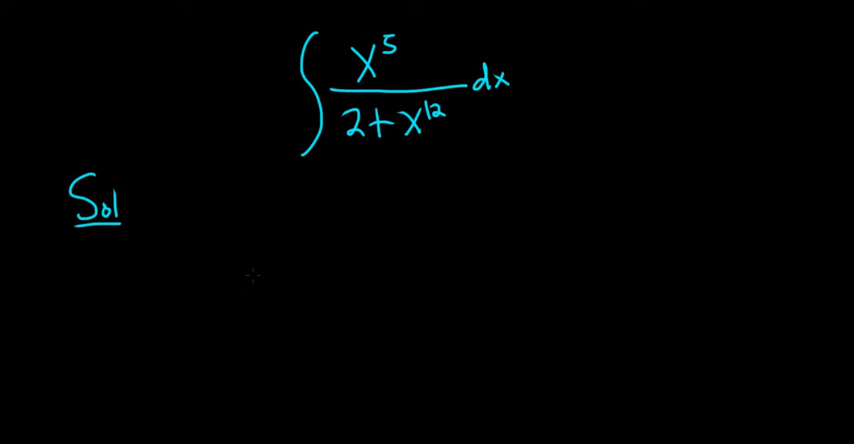 ∫ x^5 / (2 + x^12) dx
Sol